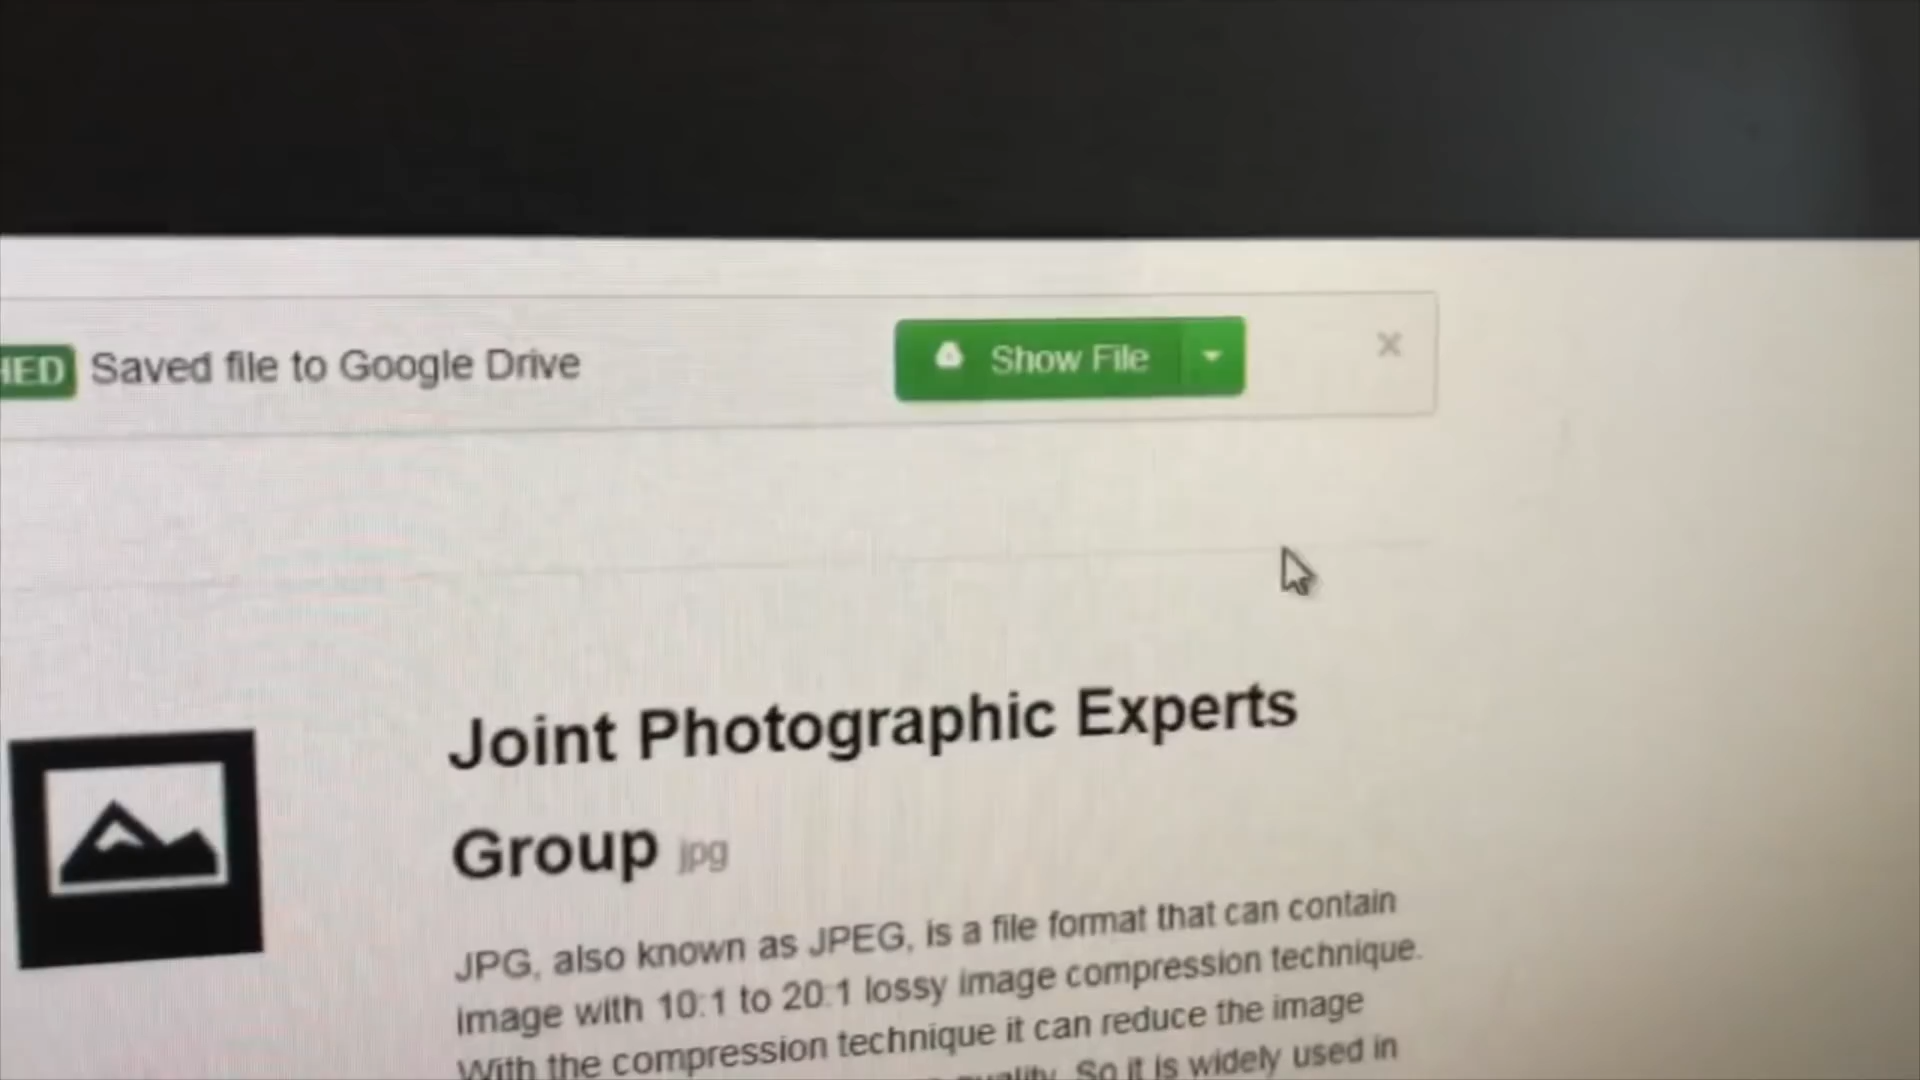 HED Saved file to Google Drive
Show File
Joint Photographic Experts
Group jpg
JPG, also known as JPEG, is a file format that can contain
image with 10:1 to 20:1 lossy image compression technique.
With the compression technique it can reduce the image
quality. So it is widely used in